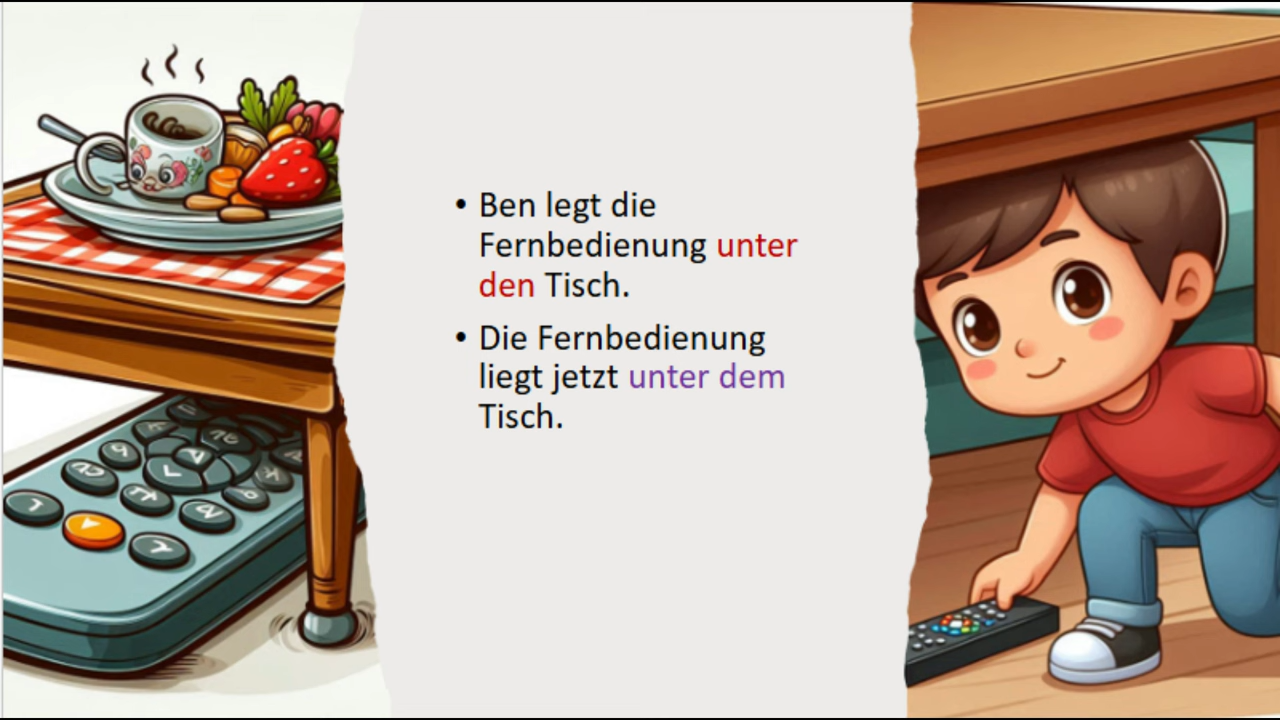 • Ben legt die
Fernbedienung unter
den Tisch.
• Die Fernbedienung
liegt jetzt unter dem
Tisch.